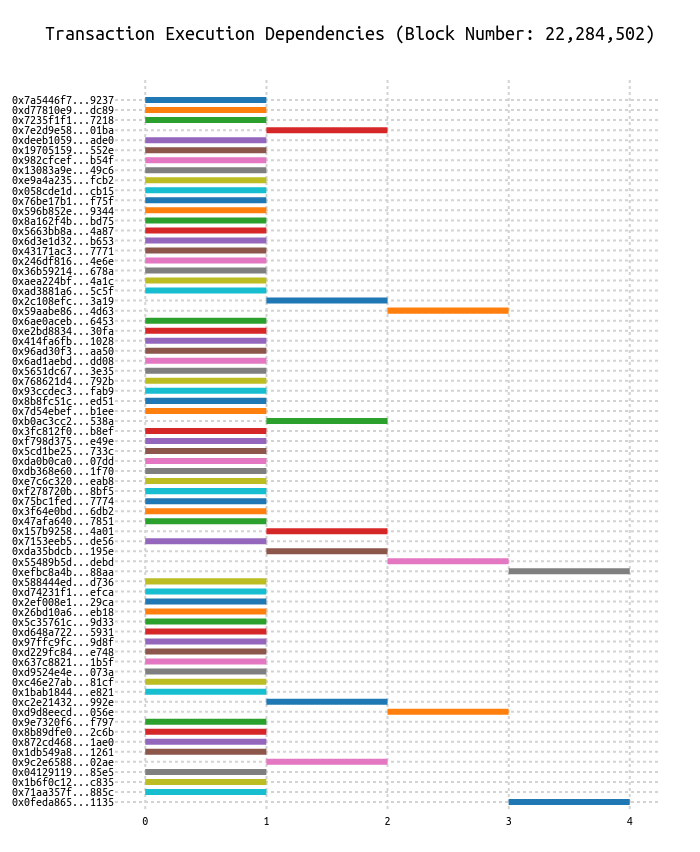 Transaction Execution Dependencies (Block Number: 22,284,502)
0x7a5446f7...9237
0xd77810e9...dc89
0x7235f1f1...7218
0x7e2d9e58...01ba
0xdeeb1059...ade0
0x19705159...552e
0x982cfcef...b54f
0x13083a9e...49c6
0xe9a4a235...fcb2
0x058cde1d...cb15
0x76be17b1...f75f
0x596b852e...9344
0x8a162f4b...bd75
0x5663bb8a...4a87
0x6d3e1d32...b653
0x43171ac3...7771
0x246df816...4e6e
0x36b59214...678a
0xaea224bf...4a1c
0xad3881a6...5c5f
0x2c108efc...3a19
0x59aabe86...4d63
0x6ae0aceb...6453
0xe2bd8834...30fa
0x414fa6fb...1028
0x96ad30f3...aa50
0x6ad1aebd...dd08
0x5651dc67...3e35
0x768621d4...792b
0x93ccdec3...fab9
0x8b8fc51c...ed51
0x7d54ebef...b1ee
0xb0ac3cc2...538a
0x3fc812f0...b8ef
0xf798d375...e49e
0x5cd1be25...733c
0xda0b0ca0...07dd
0xdb368e60...1f70
0xe7c6c320...eab8
0xf278720b...8bf5
0x75bc1fed...7774
0x3f64e0bd...6db2
0x47afa640...7851
0x157b9258...4a01
0x7153eeb5...de56
0xda35bdcb...195e
0x55489b5d...debd
0xefbc8a4b...88aa
0x588444ed...d736
0xd74231f1...efca
0x2ef008e1...29ca
0x26bd10a6...eb18
0x5c35761c...9d33
0xd648a722...5931
0x97ffc9fc...9d8f
0xd229fc84...e748
0x637c8821...1b5f
0xd9524e4e...073a
0xc46e27ab...81cf
0x1bab1844...e821
0xc2e21432...992e
0xd9d8eecd...056e
0x9e7320f6...f797
0x8b89dfe0...2c6b
0x872cd468...1ae0
0x1db549a8...1261
0x9c2e6588...02ae
0x04129119...85e5
0x1b6f0c12...c835
0x71aa357f...885c
0x0feda865...1135
0 1 2 3 4